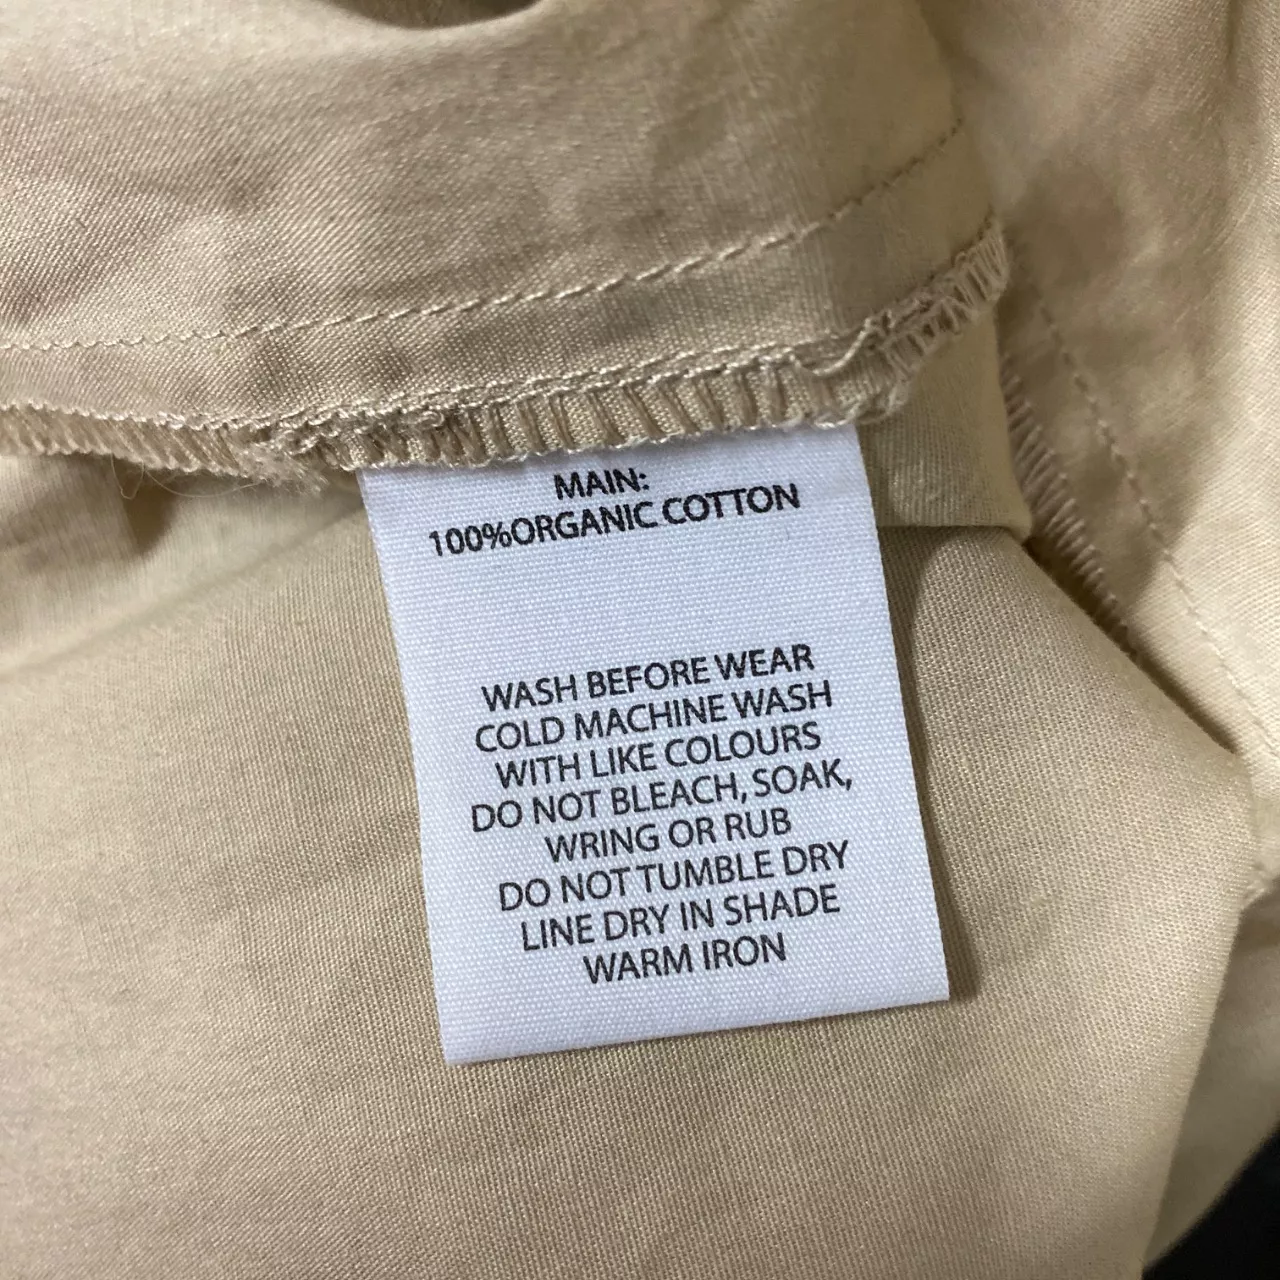 MAIN:
100%ORGANIC COTTON
WASH BEFORE WEAR
COLD MACHINE WASH
WITH LIKE COLOURS
DO NOT BLEACH, SOAK,
WRING OR RUB
DO NOT TUMBLE DRY
LINE DRY IN SHADE
WARM IRON